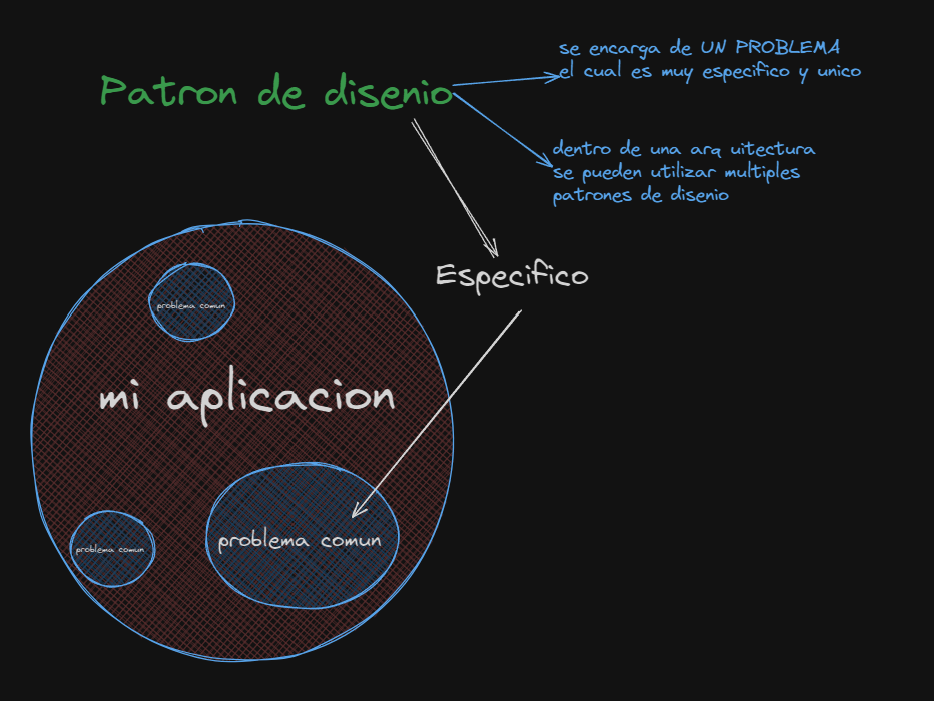 Patron de disenio
se encarga de UN PROBLEMA
el cual es muy especifico y unico
dentro de una arq uitectura
se pueden utilizar multiples
patrones de disenio
Especifico
problema comun
mi aplicacion
problema comun
problema comun